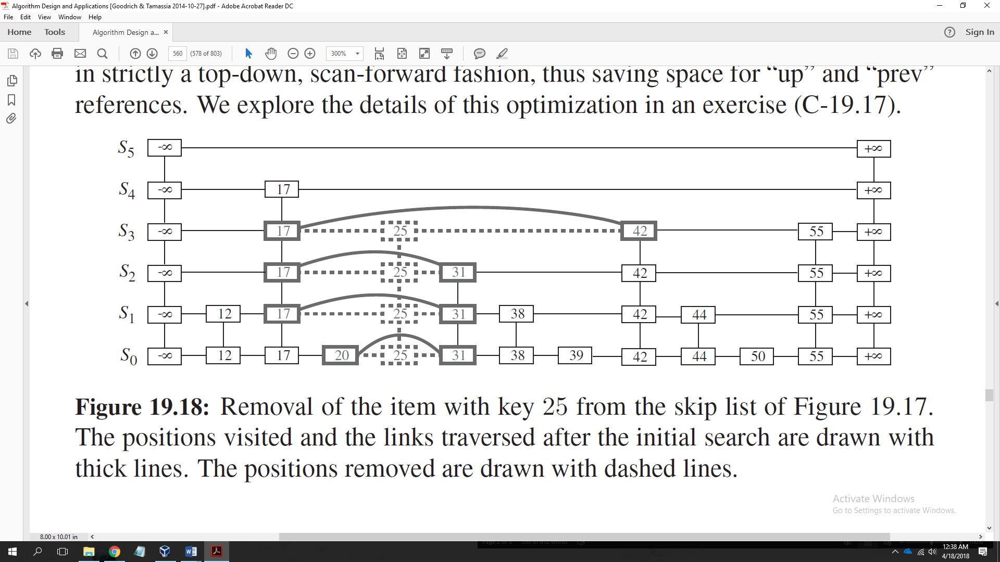 Algorithm Design and Applications [Goodrich & Tamassia 2014-10-27].pdf - Adobe Acrobat Reader DC
File Edit View Window Help
Home Tools Algorithm Design a... × Sign In
560 (578 of 803) 300%
in strictly a top-down, scan-forward fashion, thus saving space for “up” and “prev”
references. We explore the details of this optimization in an exercise (C-19.17).
S5 -∞ +∞
S4 -∞ 17 +∞
S3 -∞ 17 25 42 55 +∞
S2 -∞ 17 25 31 42 55 +∞
S1 -∞ 12 17 25 31 38 42 44 55 +∞
S0 -∞ 12 17 20 25 31 38 39 42 44 50 55 +∞
Figure 19.18: Removal of the item with key 25 from the skip list of Figure 19.17.
The positions visited and the links traversed after the initial search are drawn with
thick lines. The positions removed are drawn with dashed lines.
Activate Windows
Go to Settings to activate Windows.
8.00 x 10.01 in
12:38 AM
4/18/2018